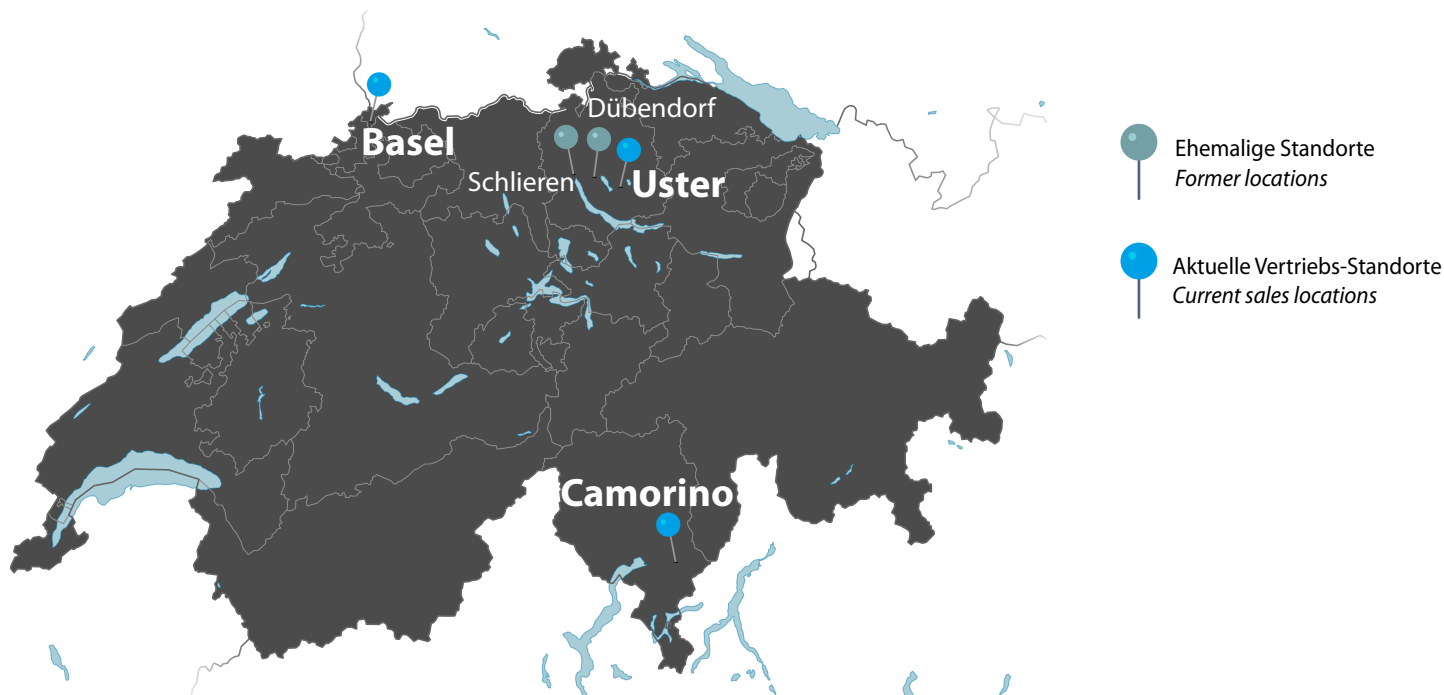 Dübendorf
Basel
Schlieren
Uster
Camorino
Ehemalige Standorte
Former locations
Aktuelle Vertriebs-Standorte
Current sales locations